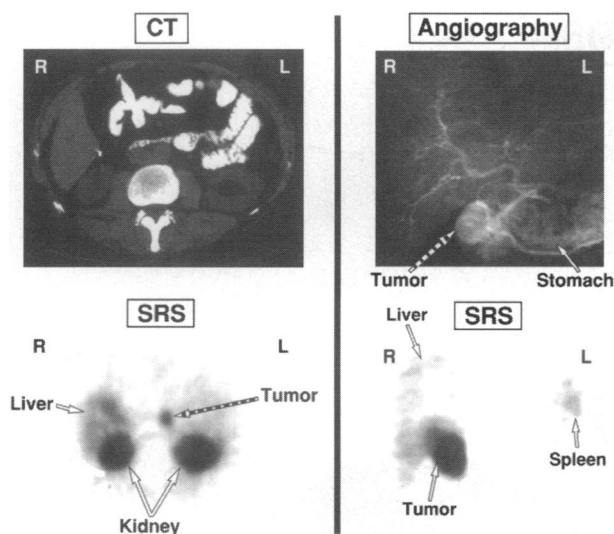 CT
R L
SRS
R L
Liver
Tumor
Kidney
Angiography
R L
Tumor
Stomach
Liver
SRS
R L
Spleen
Tumor